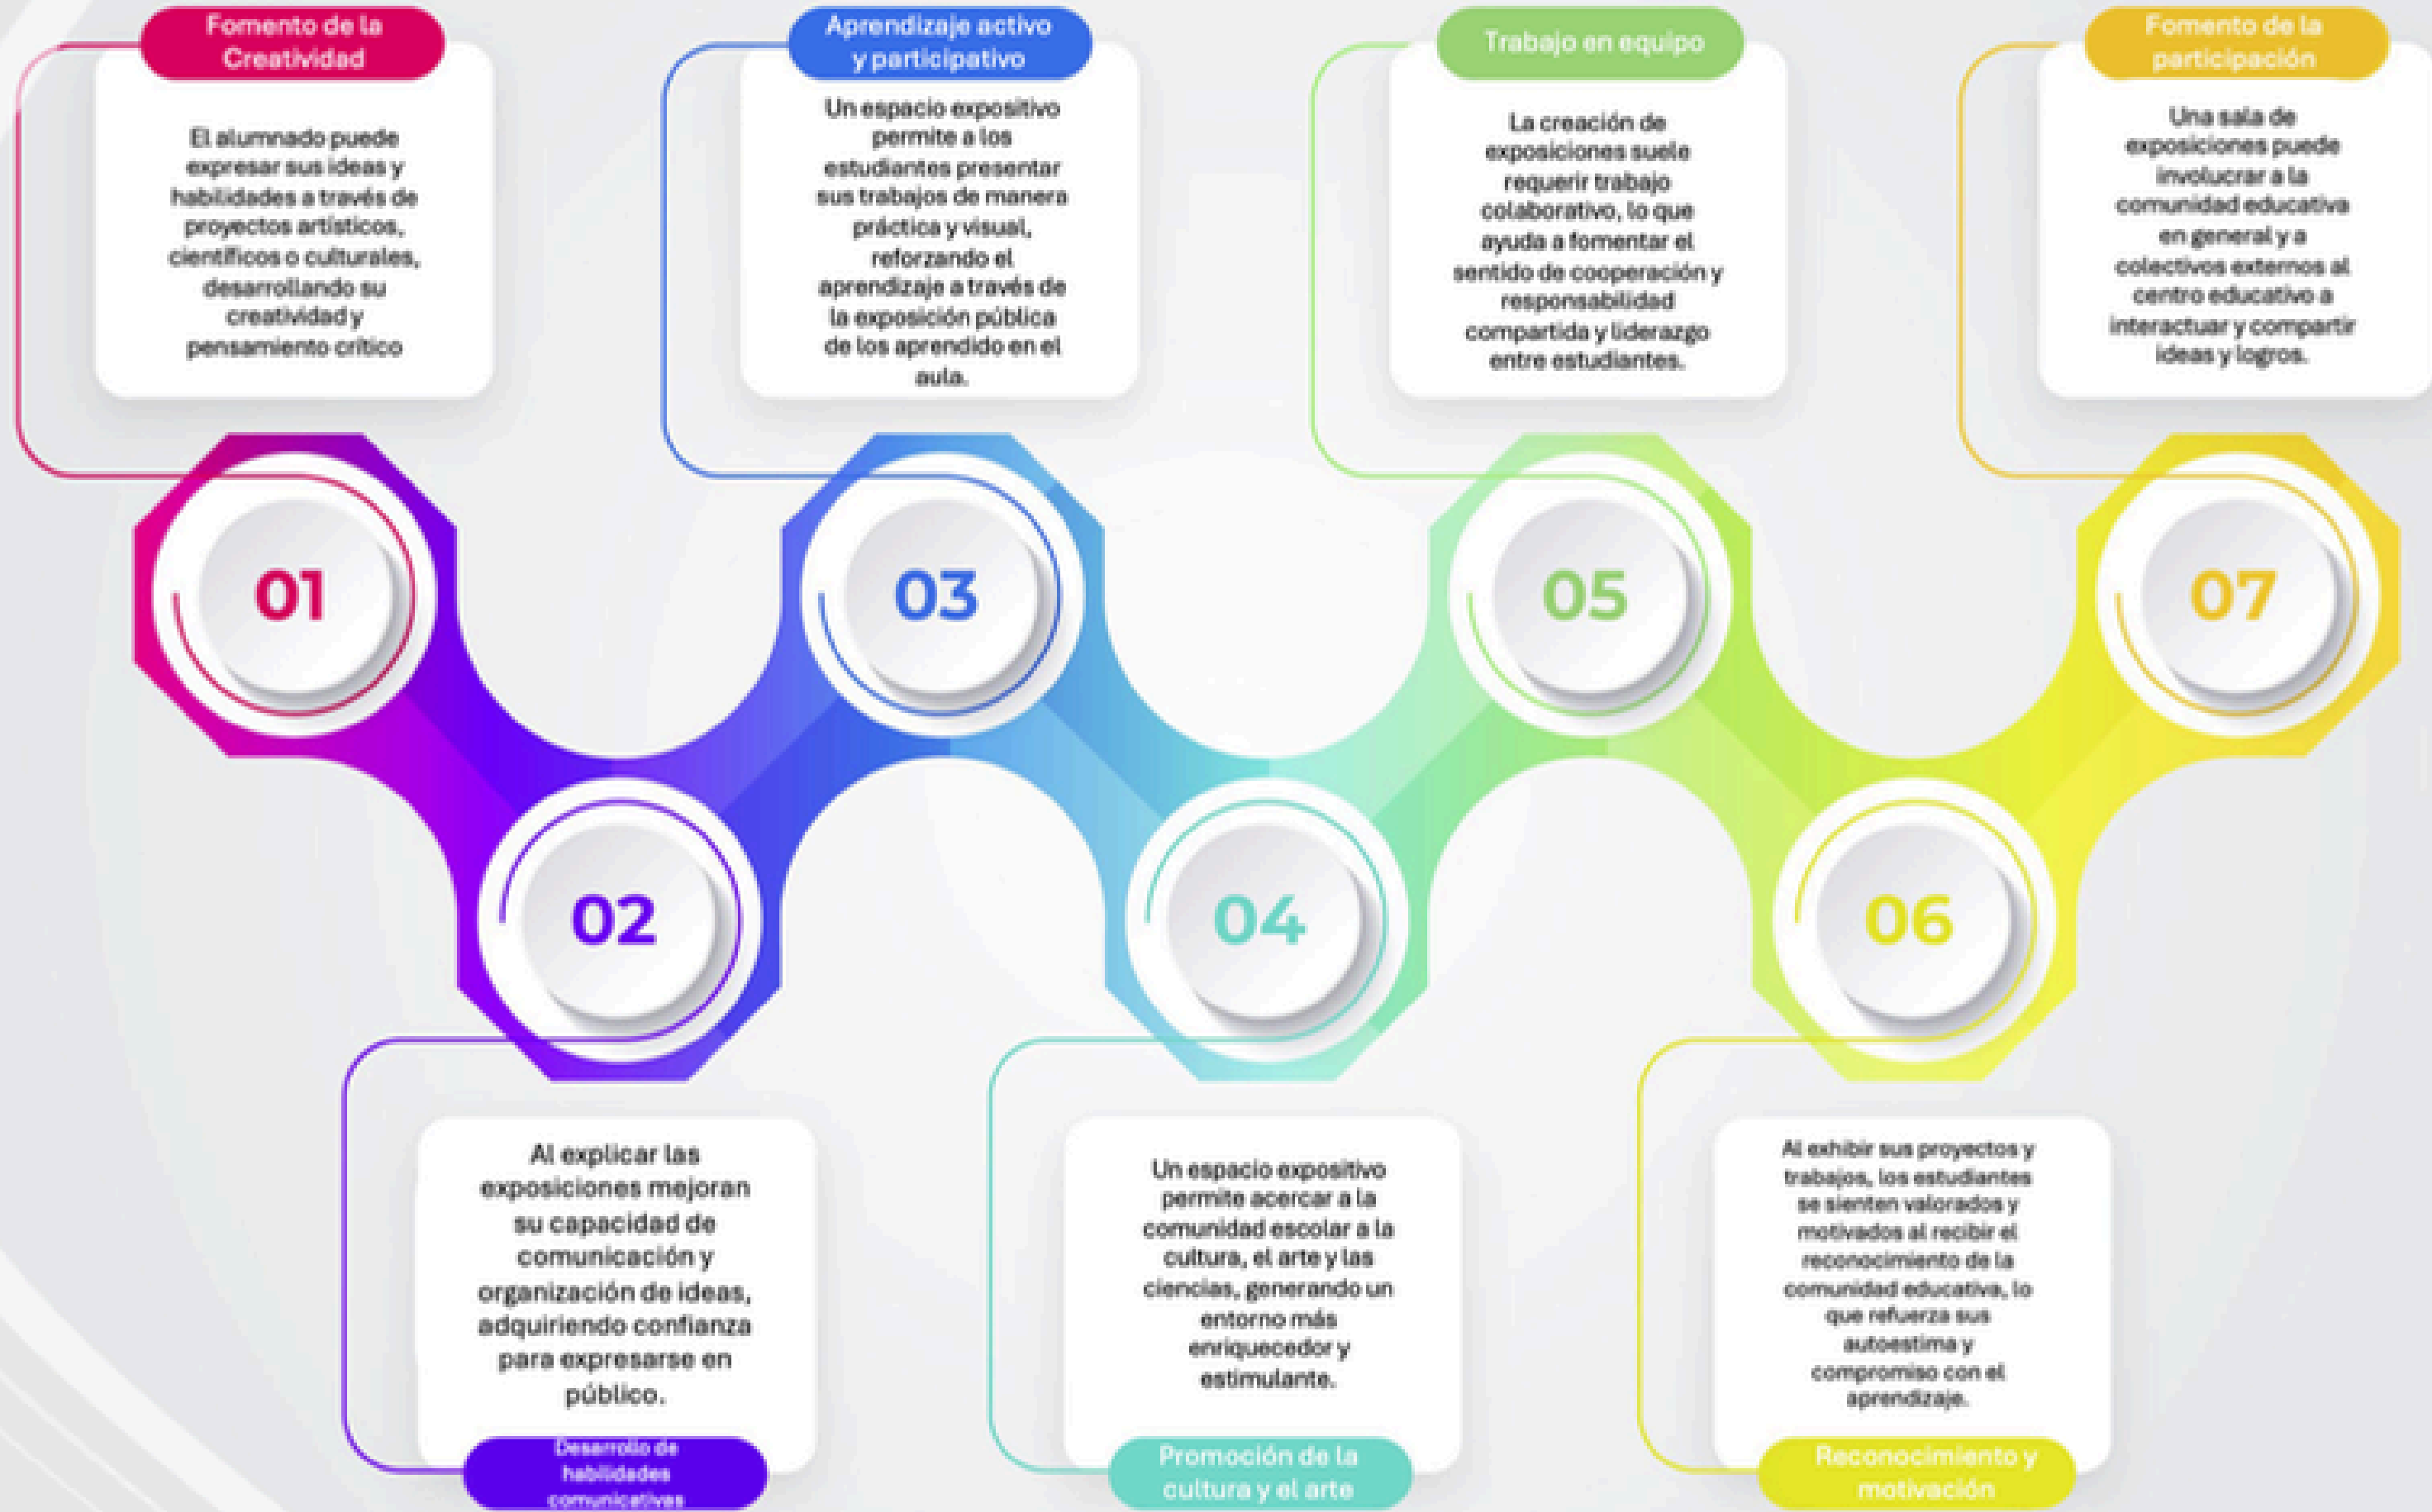 Fomento de la
Creatividad
El alumnado puede
expresar sus ideas y
habilidades a través de
proyectos artísticos,
científicos o culturales,
desarrollando su
creatividad y
pensamiento crítico
01
Al explicar las
exposiciones mejoran
su capacidad de
comunicación y
organización de ideas,
adquiriendo confianza
para expresarse en
público.
Desarrollo de
habilidades
comunicativas
02
Aprendizaje activo
y participativo
Un espacio expositivo
permite a los
estudiantes presentar
sus trabajos de manera
práctica y visual,
reforzando el
aprendizaje a través de
la exposición pública
de los aprendido en el
aula.
03
Un espacio expositivo
permite acercar a la
comunidad escolar a la
cultura, el arte y las
ciencias, generando un
entorno más
enriquecedor y
estimulante.
Promoción de la
cultura y el arte
04
Trabajo en equipo
La creación de
exposiciones suele
requerir trabajo
colaborativo, lo que
ayuda a fomentar el
sentido de cooperación y
responsabilidad
compartida y liderazgo
entre estudiantes.
05
Al exhibir sus proyectos y
trabajos, los estudiantes
se sienten valorados y
motivados al recibir el
reconocimiento de la
comunidad educativa, lo
que refuerza sus
autoestima y
compromiso con el
aprendizaje.
Reconocimiento y
motivación
06
Fomento de la
participación
Una sala de
exposiciones puede
involucrar a la
comunidad educativa
en general y a
colectivos externos al
centro educativo a
interactuar y compartir
ideas y logros.
07